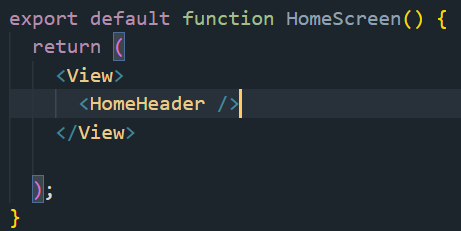 export default function HomeScreen() {
  return (
    <View>
      <HomeHeader />
    </View>

  );
}